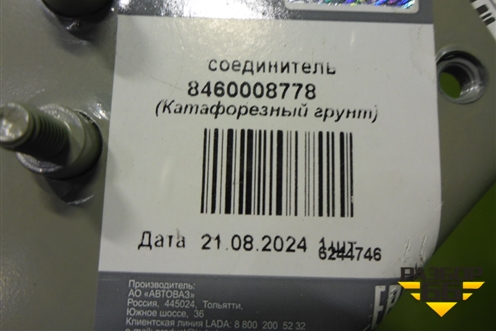 соединитель
8460008778
(Катафорезный грунт)
Дата 21.08.2024 1шт
6244746
Производитель:
АО «АВТОВАЗ»
Россия, 445024, Тольятти,
Южное шоссе, 36
Клиентская линия LADA: 8 800 200 52 32